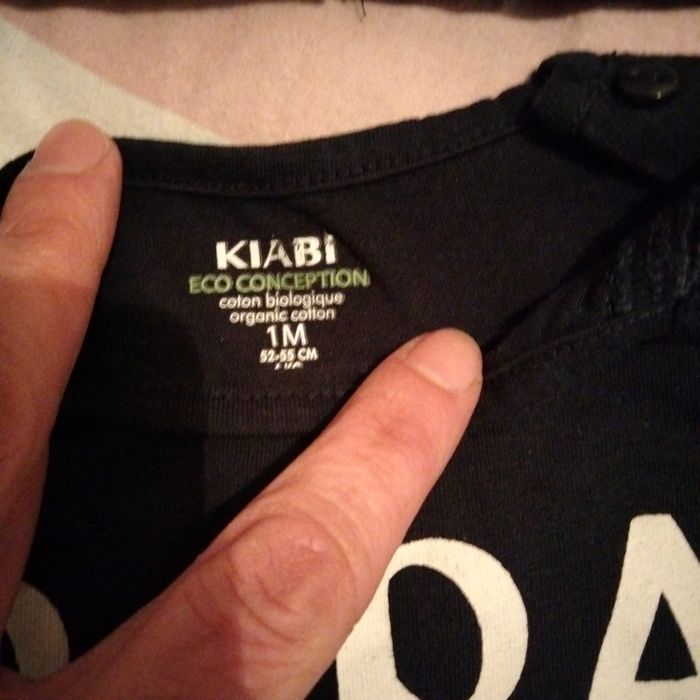 KIABI
ECO CONCEPTION
coton biologique
organic cotton
1M
52-55 CM